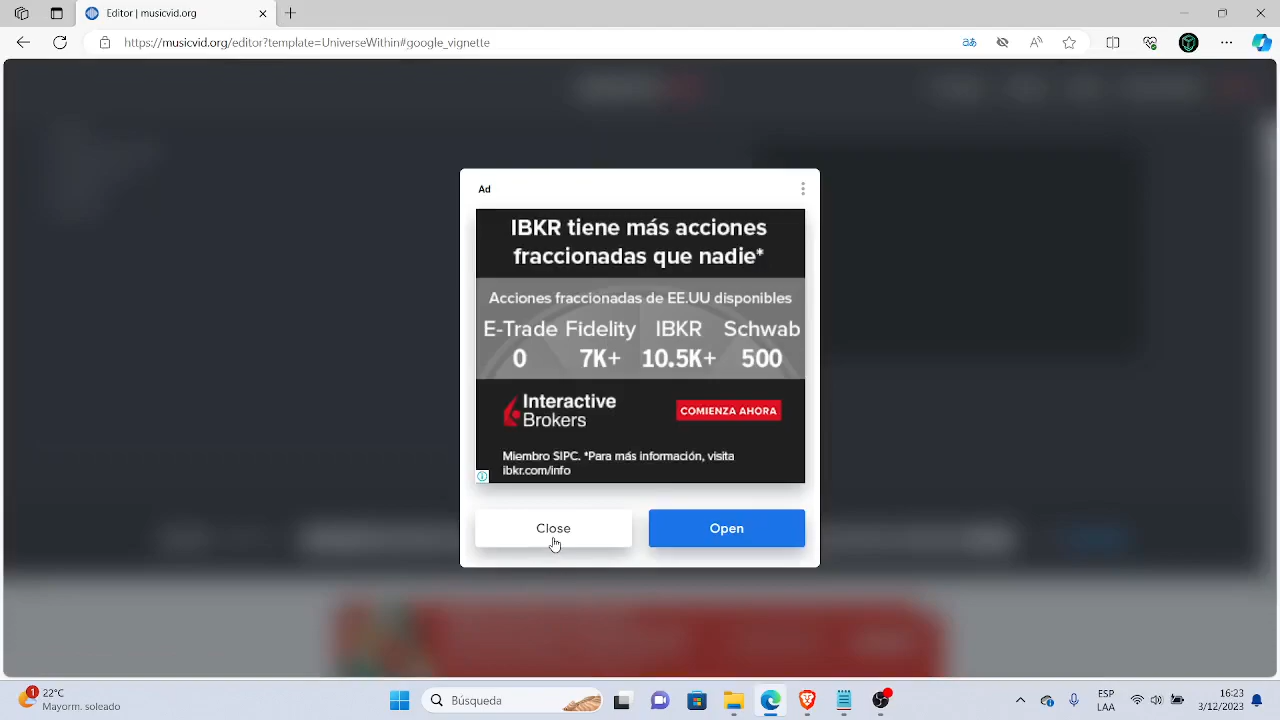 Editor | musicvid.org
https://musicvid.org/editor?template=UniverseWithin#google_vignette
Ad
IBKR tiene más acciones
fraccionadas que nadie*
Acciones fraccionadas de EE.UU disponibles
E-Trade Fidelity IBKR Schwab
0 7K+ 10.5K+ 500
Interactive
Brokers
COMIENZA AHORA
Miembro SIPC. *Para más información, visita
ibkr.com/info
Close
Open
1
22°C
Mayorm. soleado
Búsqueda
ESP
LAA
16:23
3/12/2023